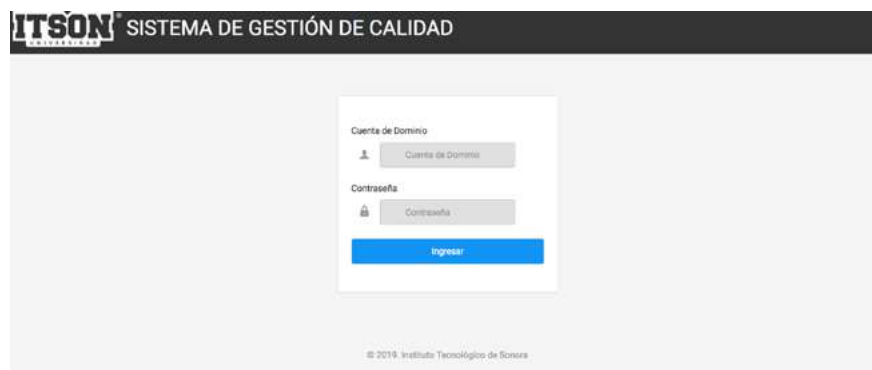 ITSON SISTEMA DE GESTIÓN DE CALIDAD
UNIVERSIDAD
Cuenta de Dominio
Cuenta de Dominio
Contraseña
Contraseña
Ingresar
© 2019. Instituto Tecnológico de Sonora